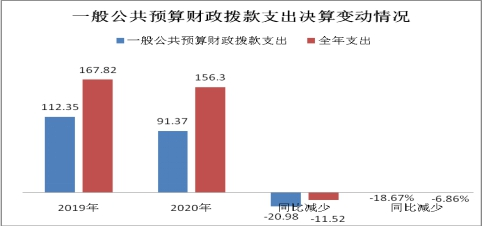 一般公共预算财政拨款支出决算变动情况
一般公共预算财政拨款支出 全年支出
167.82
156.3
112.35
91.37
-18.67% -6.86%
2019年 2020年 同比减少 同比减少
-20.98 -11.52